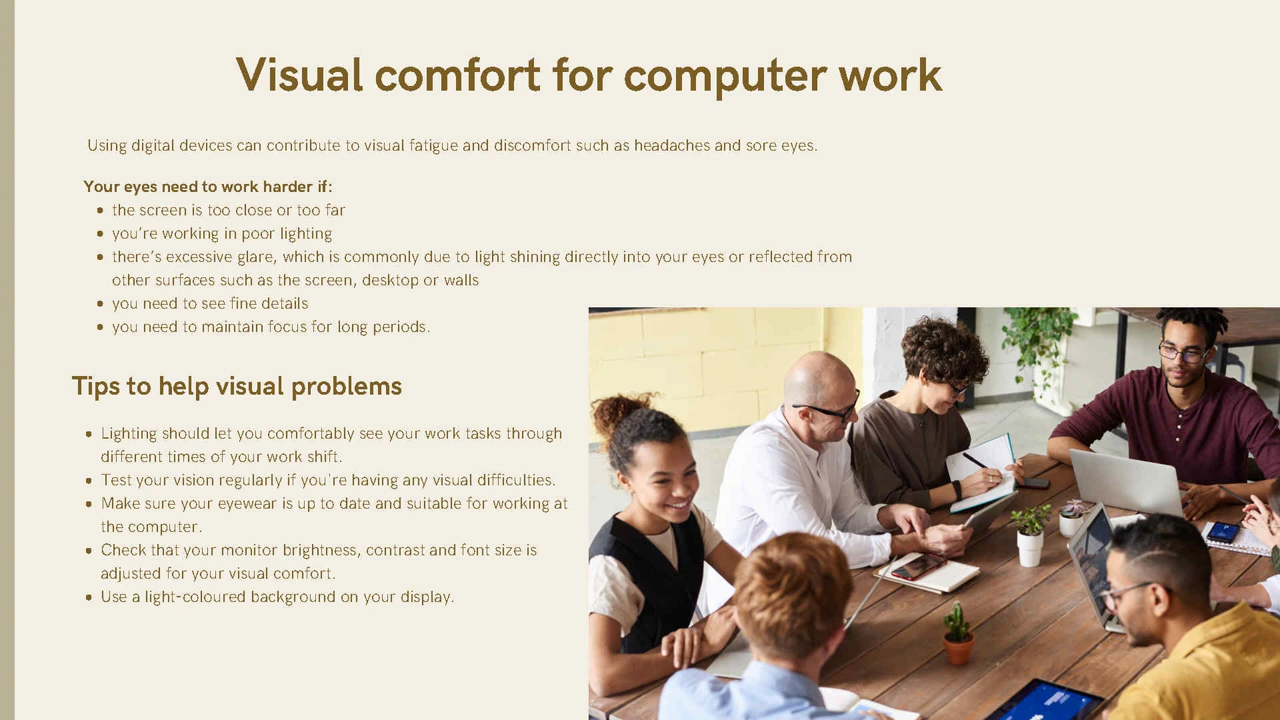 Visual comfort for computer work
Using digital devices can contribute to visual fatigue and discomfort such as headaches and sore eyes.
Your eyes need to work harder if:
• the screen is too close or too far
• you’re working in poor lighting
• there’s excessive glare, which is commonly due to light shining directly into your eyes or reflected from
other surfaces such as the screen, desktop or walls
• you need to see fine details
• you need to maintain focus for long periods.
Tips to help visual problems
• Lighting should let you comfortably see your work tasks through
different times of your work shift.
• Test your vision regularly if you're having any visual difficulties.
• Make sure your eyewear is up to date and suitable for working at
the computer.
• Check that your monitor brightness, contrast and font size is
adjusted for your visual comfort.
• Use a light-coloured background on your display.